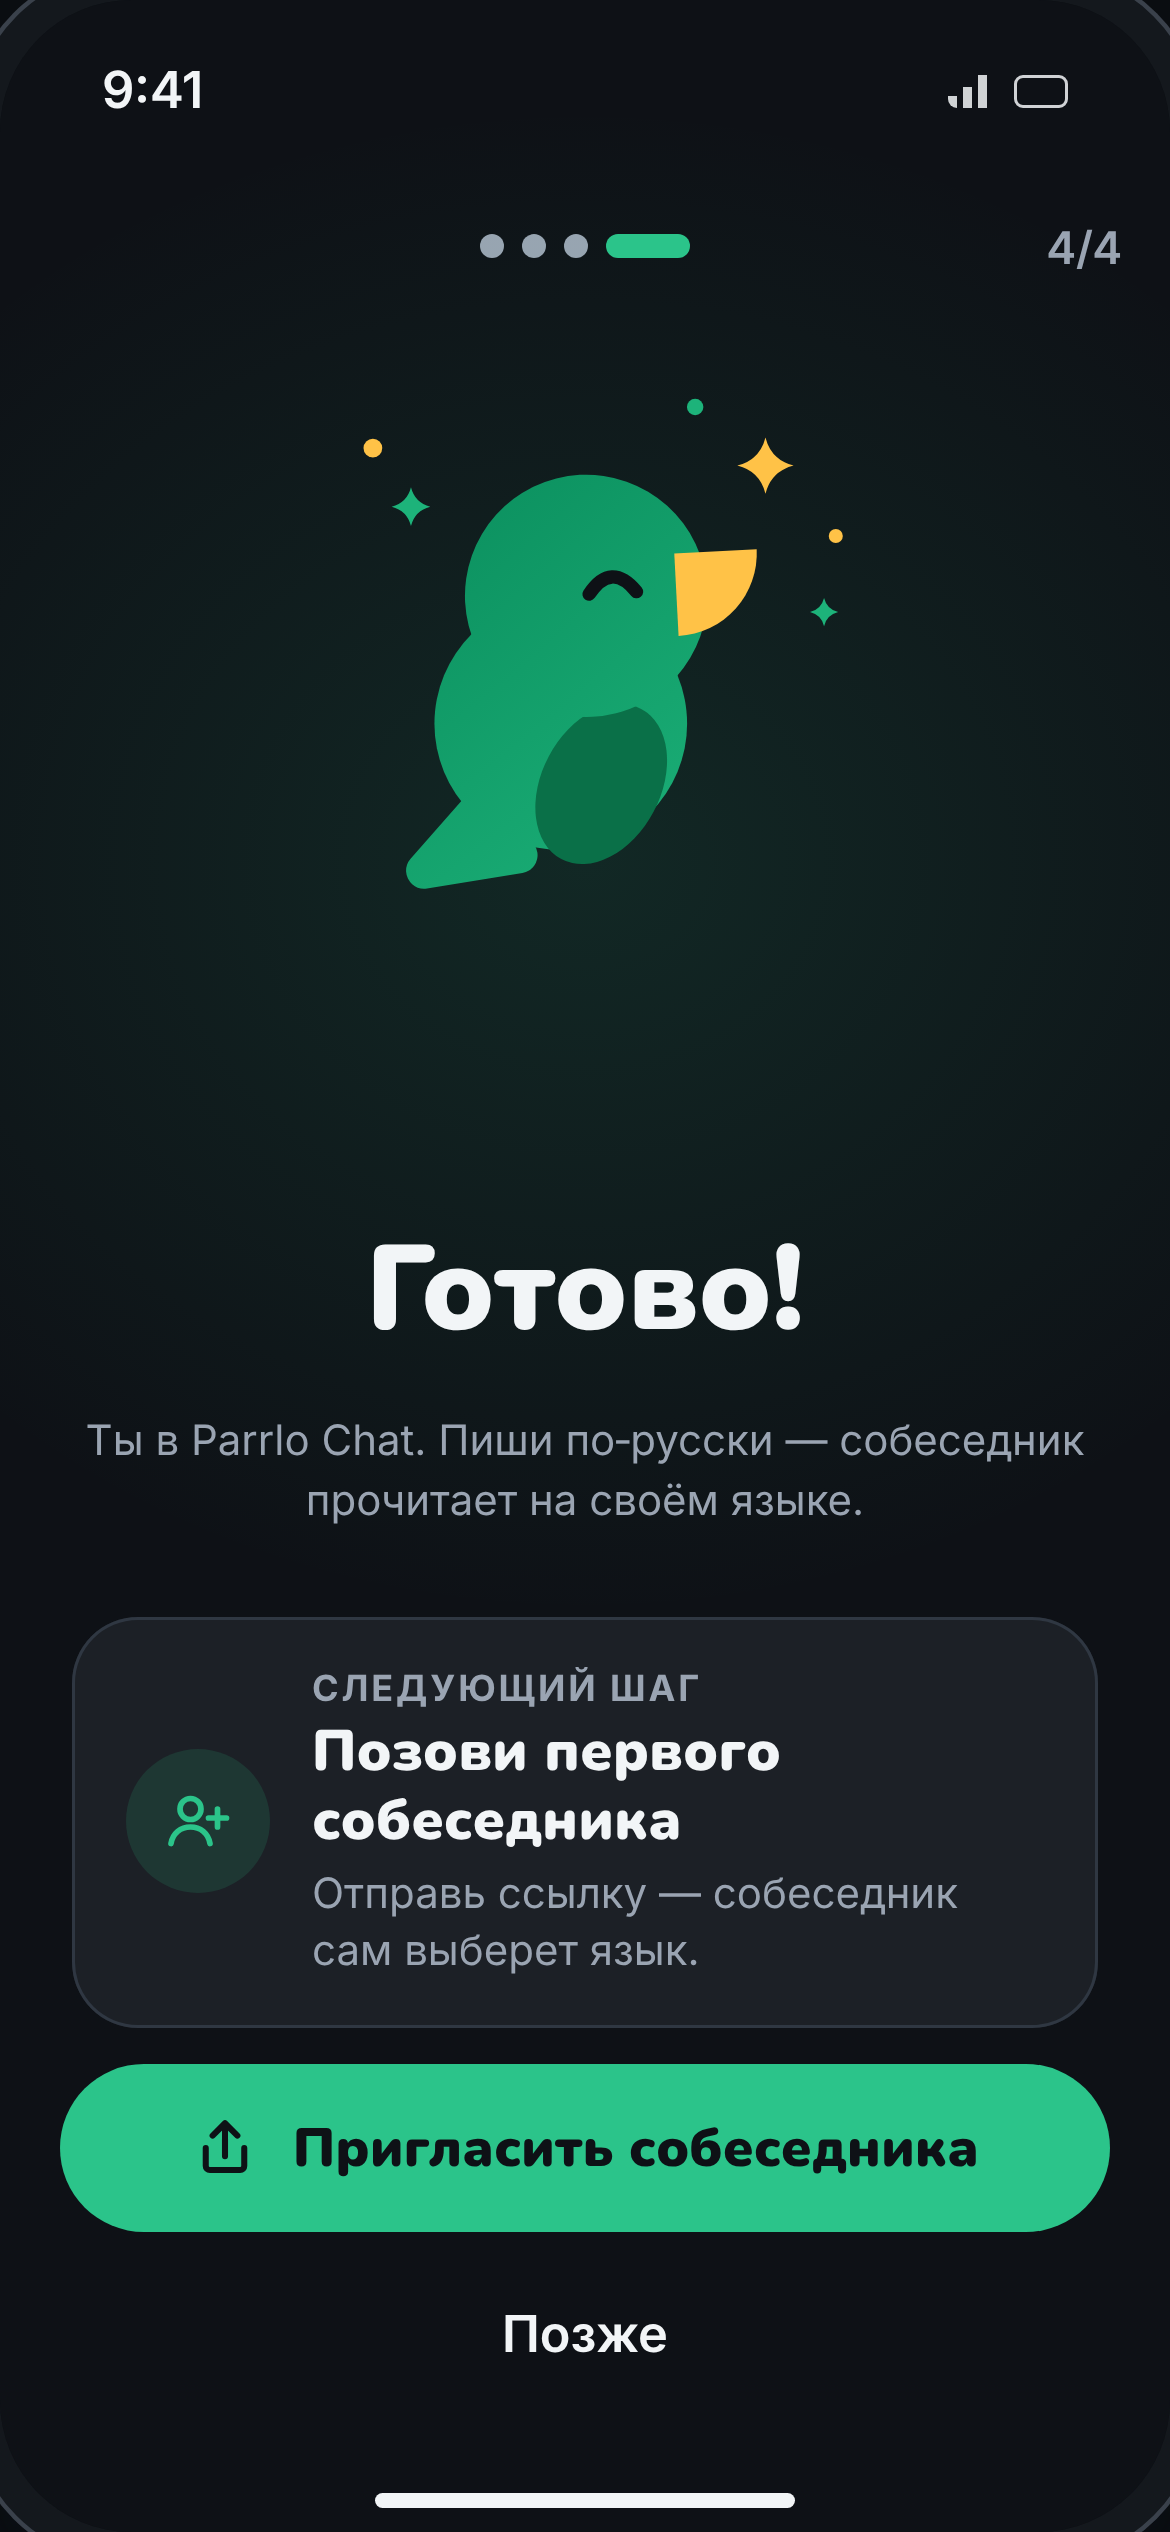 9:41
4/4
Готово!
Ты в Parrlo Chat. Пиши по-русски — собеседник
прочитает на своём языке.
СЛЕДУЮЩИЙ ШАГ
Позови первого
собеседника
Отправь ссылку — собеседник
сам выберет язык.
Пригласить собеседника
Позже